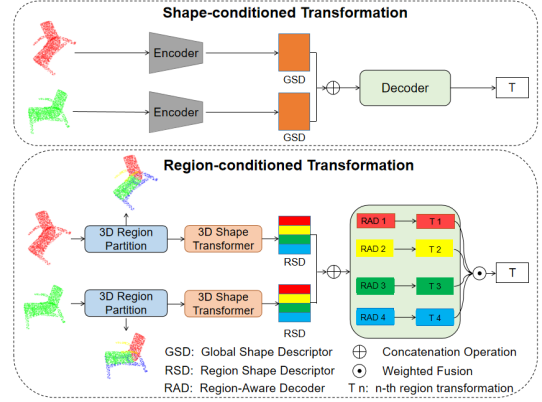 Shape-conditioned Transformation
Encoder
GSD
Encoder
GSD
Decoder
T
Region-conditioned Transformation
3D Region
Partition
3D Shape
Transformer
RSD
3D Region
Partition
3D Shape
Transformer
RSD
RAD 1
T 1
RAD 2
T 2
RAD 3
T 3
RAD 4
T 4
T
GSD: Global Shape Descriptor
Concatenation Operation
RSD: Region Shape Descriptor
Weighted Fusion
RAD: Region-Aware Decoder
T n: n-th region transformation